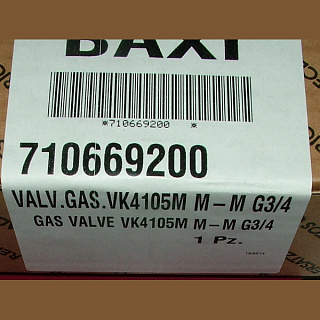 BAXI
*710669200 *
710669200
VALV.GAS.VK4105M M-M G3/4
GAS VALVE VK4105M M-M G3/4
1 Pz.